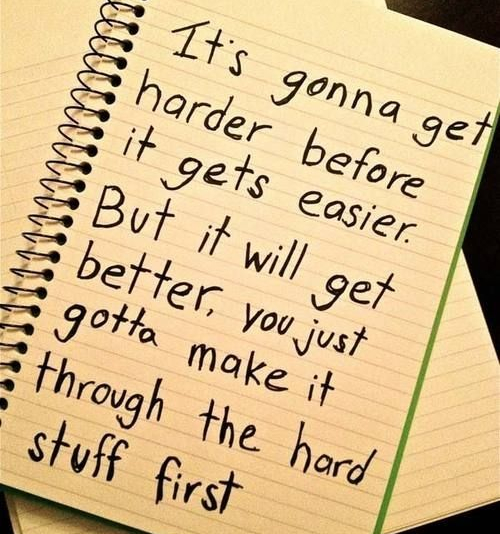 It's gonna get
harder before
it gets easier.
But it will get
better, you just
gotta make it
through the hard
stuff first